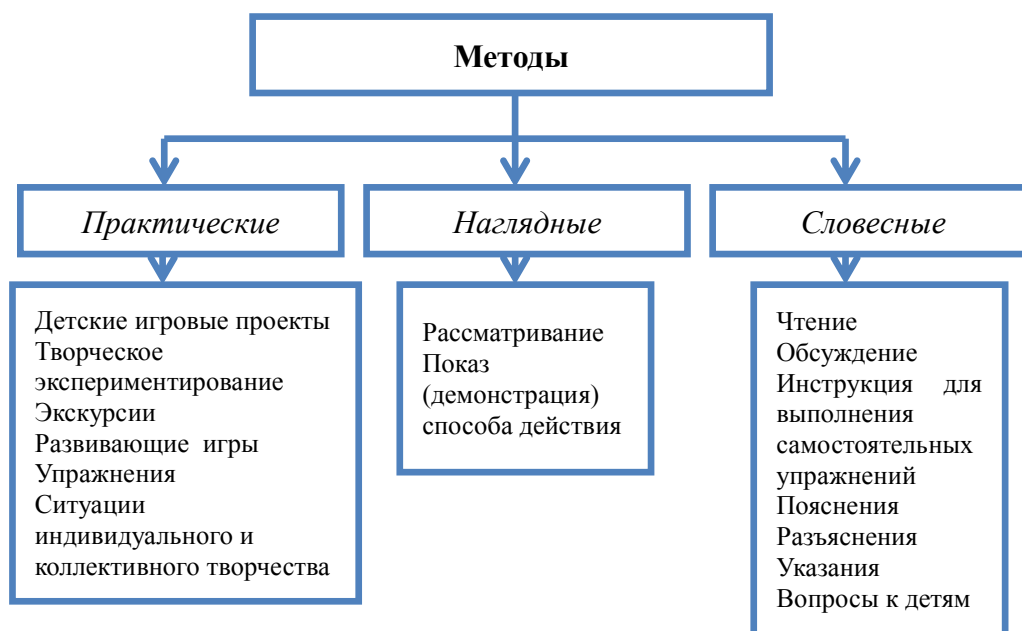 Методы
Практические
Наглядные
Словесные
Детские игровые проекты
Творческое
экспериментирование
Экскурсии
Развивающие игры
Упражнения
Ситуации
индивидуального и
коллективного творчества
Рассматривание
Показ
(демонстрация)
способа действия
Чтение
Обсуждение
Инструкция для
выполнения
самостоятельных
упражнений
Пояснения
Разъяснения
Указания
Вопросы к детям